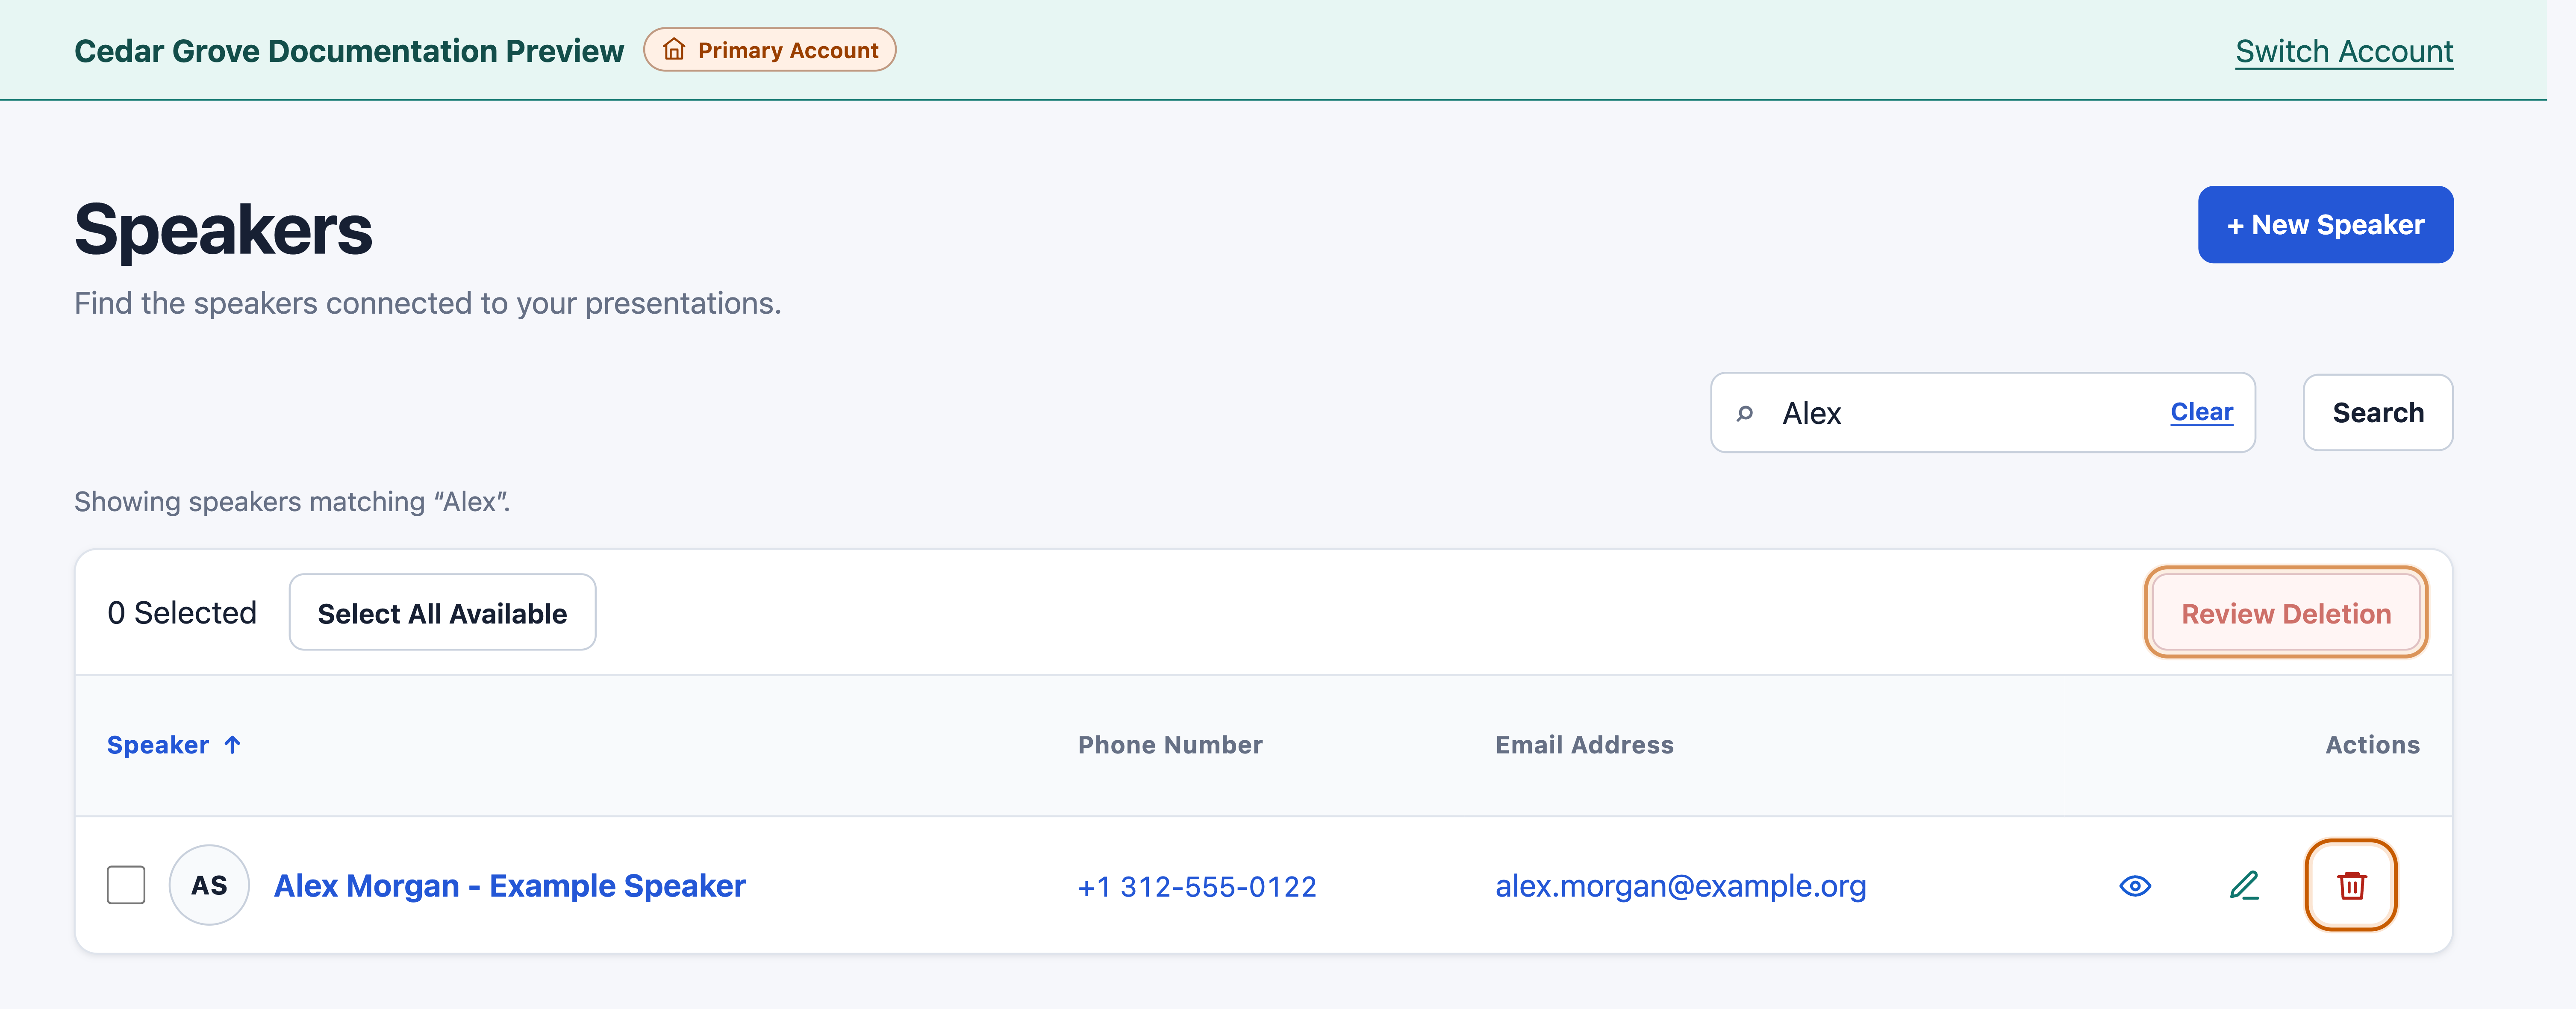 Cedar Grove Documentation Preview
Primary Account
Switch Account
Speakers
+ New Speaker
Find the speakers connected to your presentations.
Alex
Clear
Search
Showing speakers matching “Alex”.
0 Selected
Select All Available
Review Deletion
Speaker ↑
Phone Number
Email Address
Actions
AS
Alex Morgan - Example Speaker
+1 312-555-0122
alex.morgan@example.org